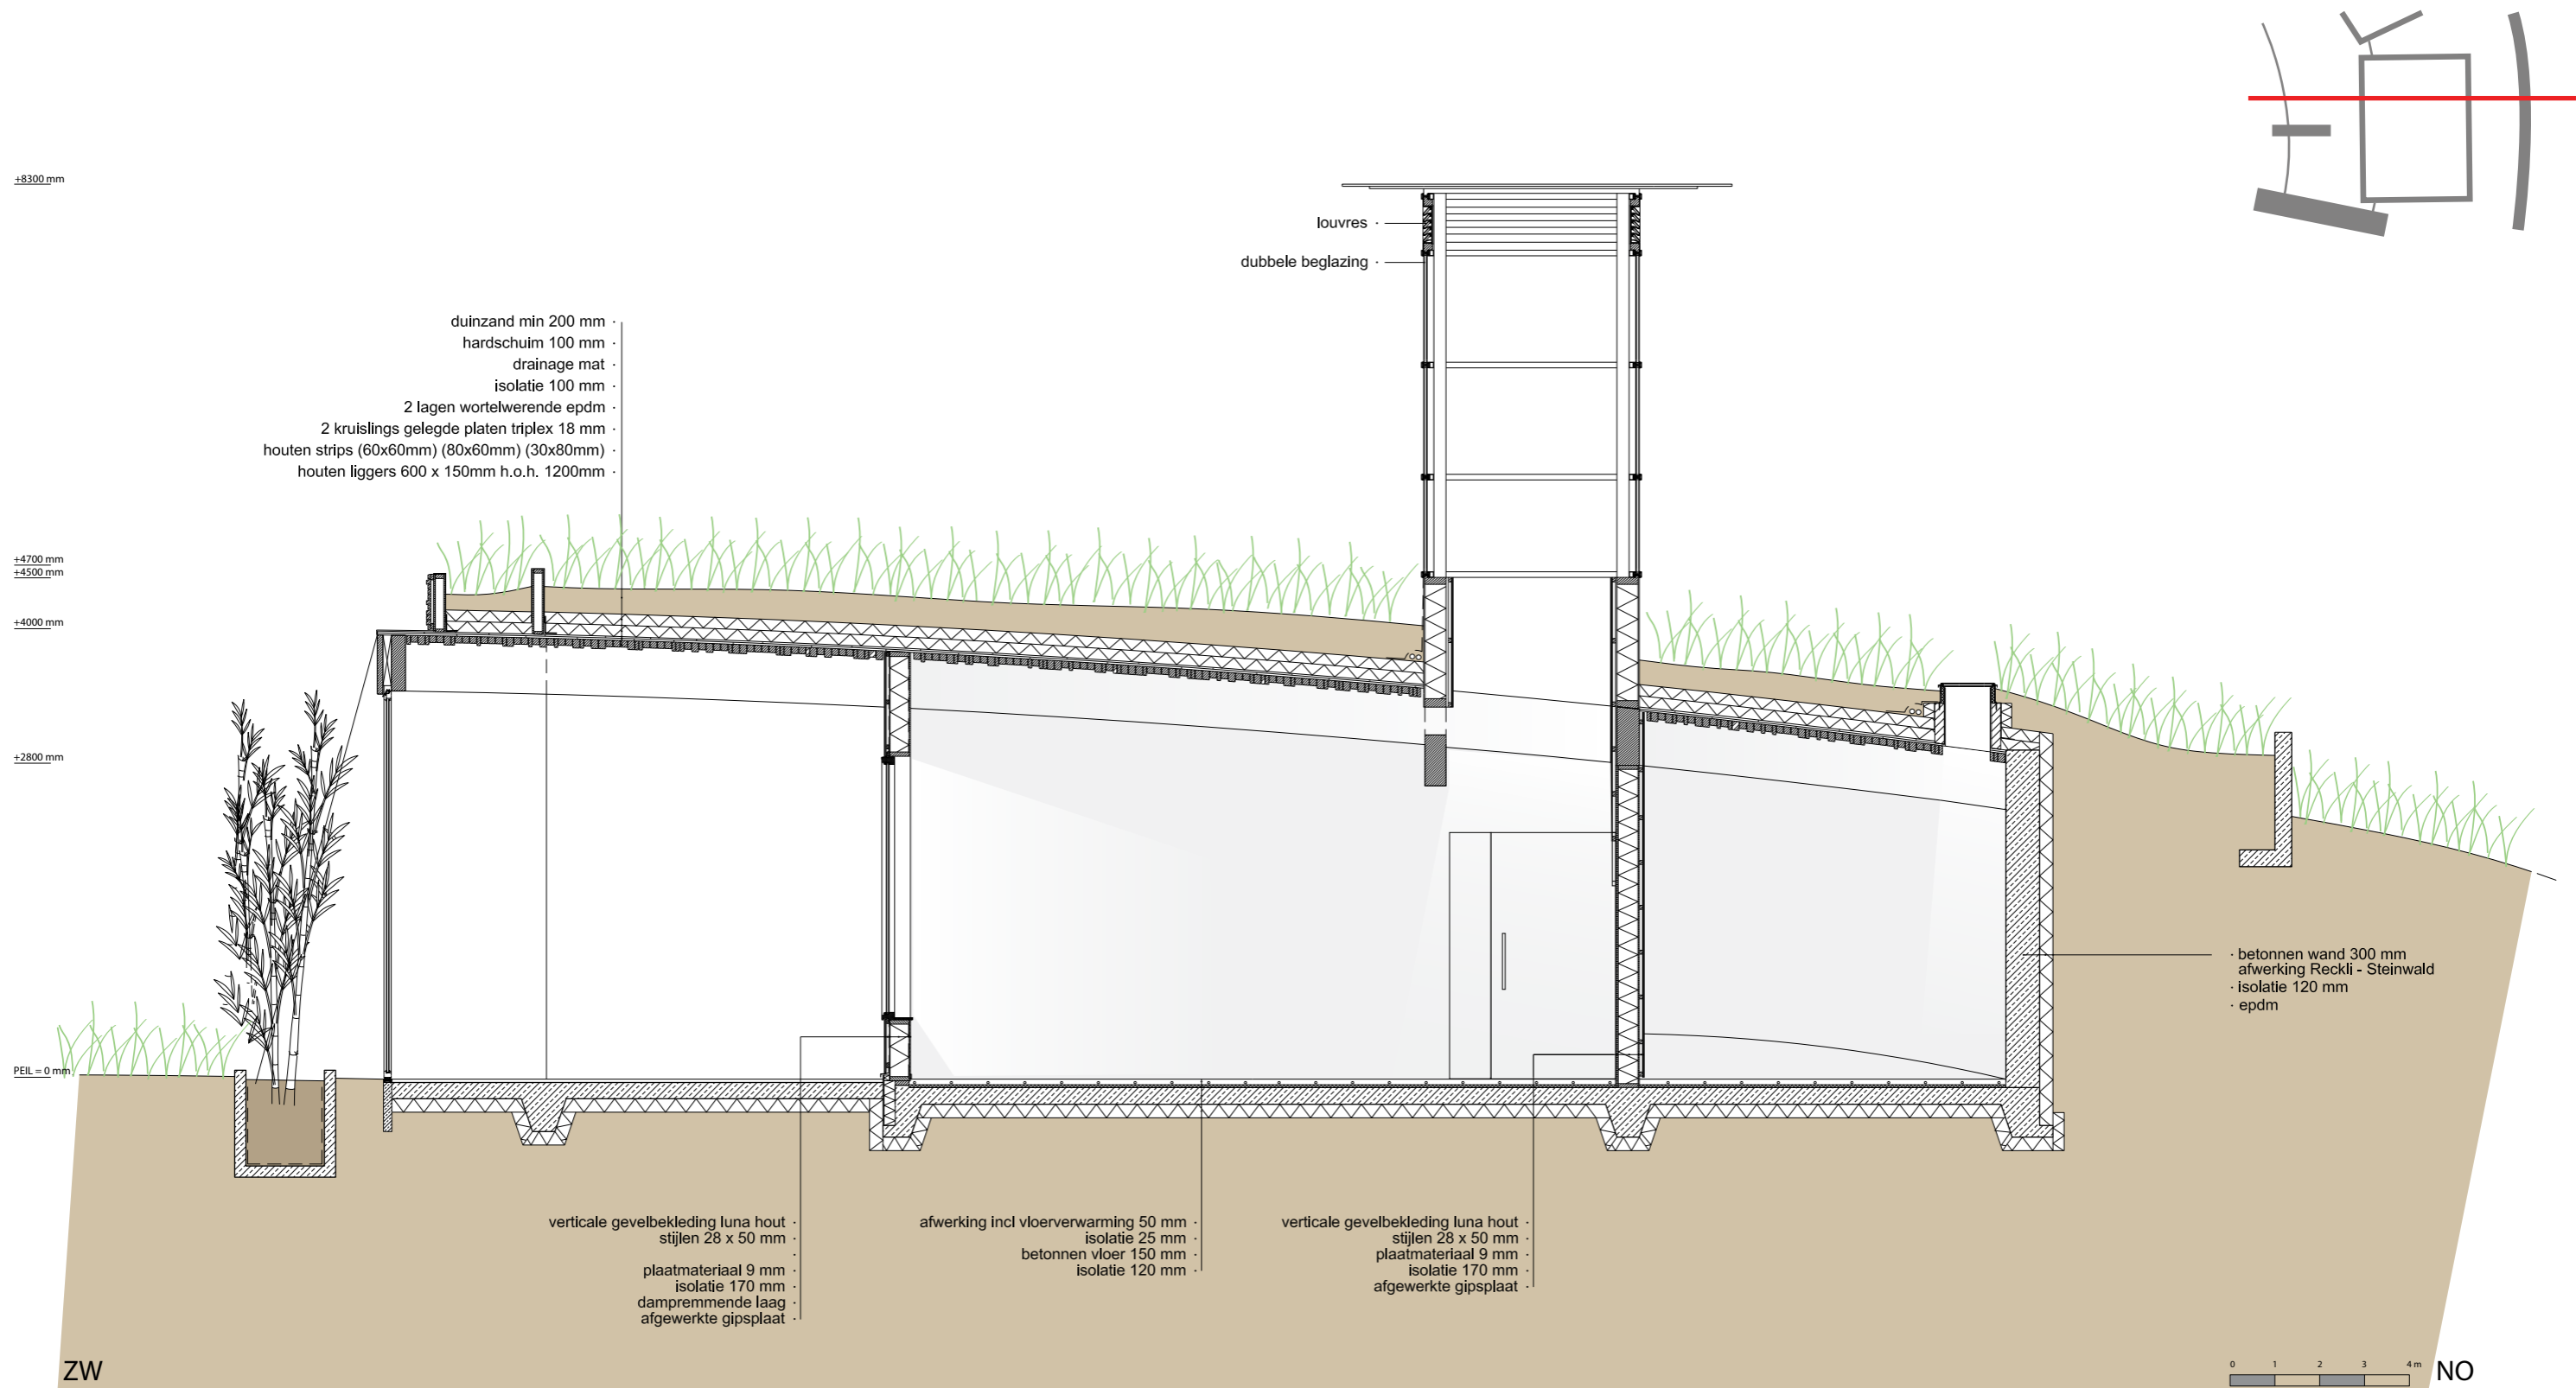 +8300 mm
louvres
dubbele beglazing
duinzand min 200 mm
hardschuim 100 mm
drainage mat
isolatie 100 mm
2 lagen wortelwerende epdm
2 kruislings gelegde platen triplex 18 mm
houten strips (60x60mm) (80x60mm) (30x80mm)
houten liggers 600 x 150mm h.o.h. 1200mm
+4700 mm
+4500 mm
+4000 mm
+2800 mm
PEIL = 0 mm
· betonnen wand 300 mm
afwerking Reckli - Steinwald
· isolatie 120 mm
· epdm
verticale gevelbekleding luna hout
stijlen 28 x 50 mm
plaatmateriaal 9 mm
isolatie 170 mm
dampremmende laag
afgewerkte gipsplaat
afwerking incl vloerverwarming 50 mm
isolatie 25 mm
betonnen vloer 150 mm
isolatie 120 mm
verticale gevelbekleding luna hout
stijlen 28 x 50 mm
plaatmateriaal 9 mm
isolatie 170 mm
afgewerkte gipsplaat
ZW
0 1 2 3 4 m
NO